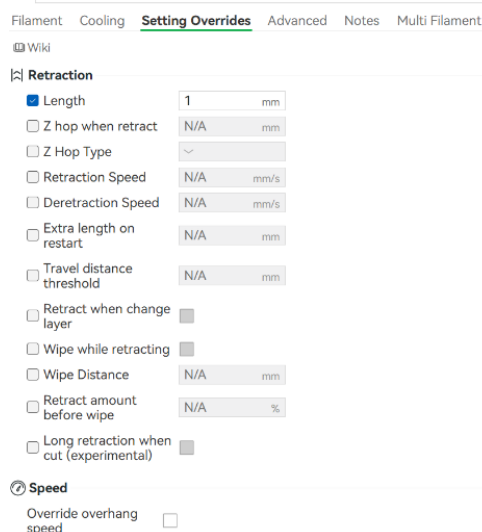 Filament Cooling Setting Overrides Advanced Notes Multi Filament
Wiki
Retraction
Length 1 mm
Z hop when retract N/A mm
Z Hop Type
Retraction Speed N/A mm/s
Deretraction Speed N/A mm/s
Extra length on
restart N/A mm
Travel distance
threshold N/A mm
Retract when change
layer
Wipe while retracting
Wipe Distance N/A mm
Retract amount
before wipe N/A %
Long retraction when
cut (experimental)
Speed
Override overhang
speed